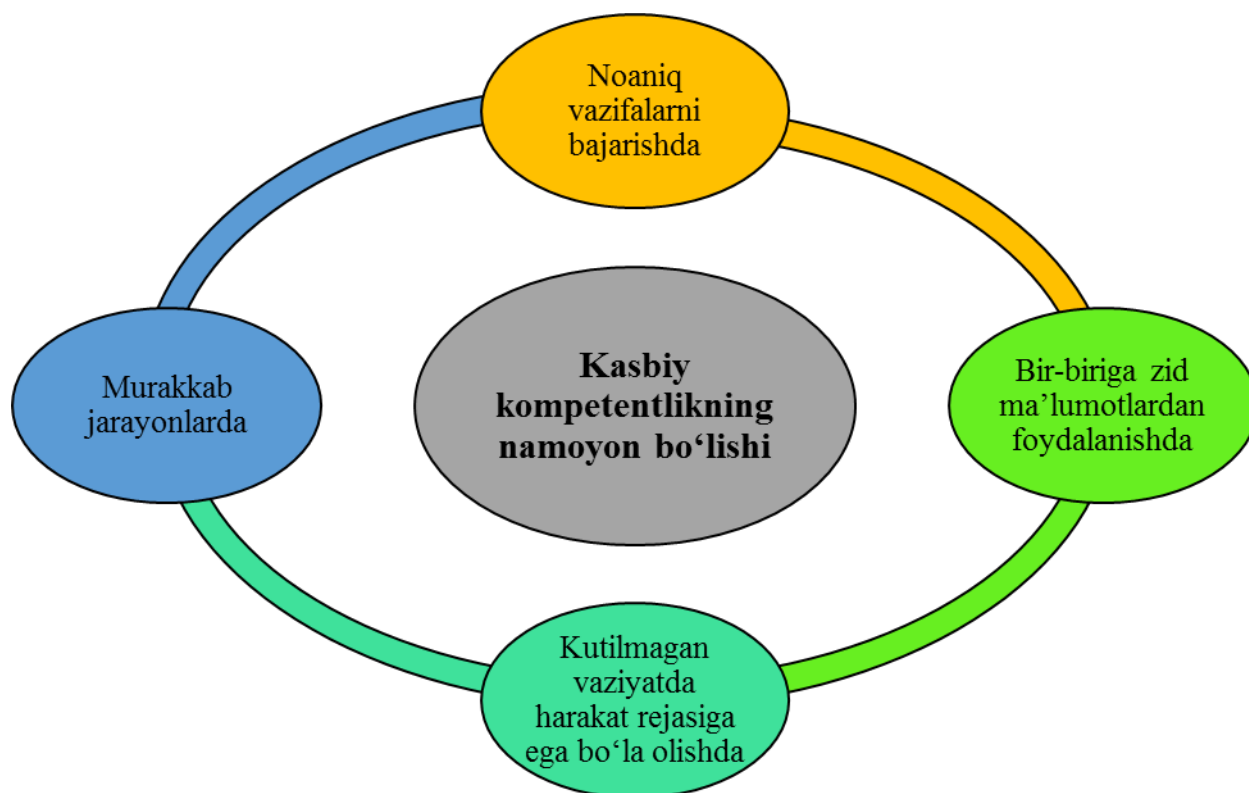 Noaniq
vazifalarni
bajarishda
Murakkab
jarayonlarda
Kasbiy
kompetentlikning
namoyon bo‘lishi
Bir-biriga zid
ma’lumotlardan
foydalanishda
Kutilmagan
vaziyatda
harakat rejasiga
ega bo‘la olishda